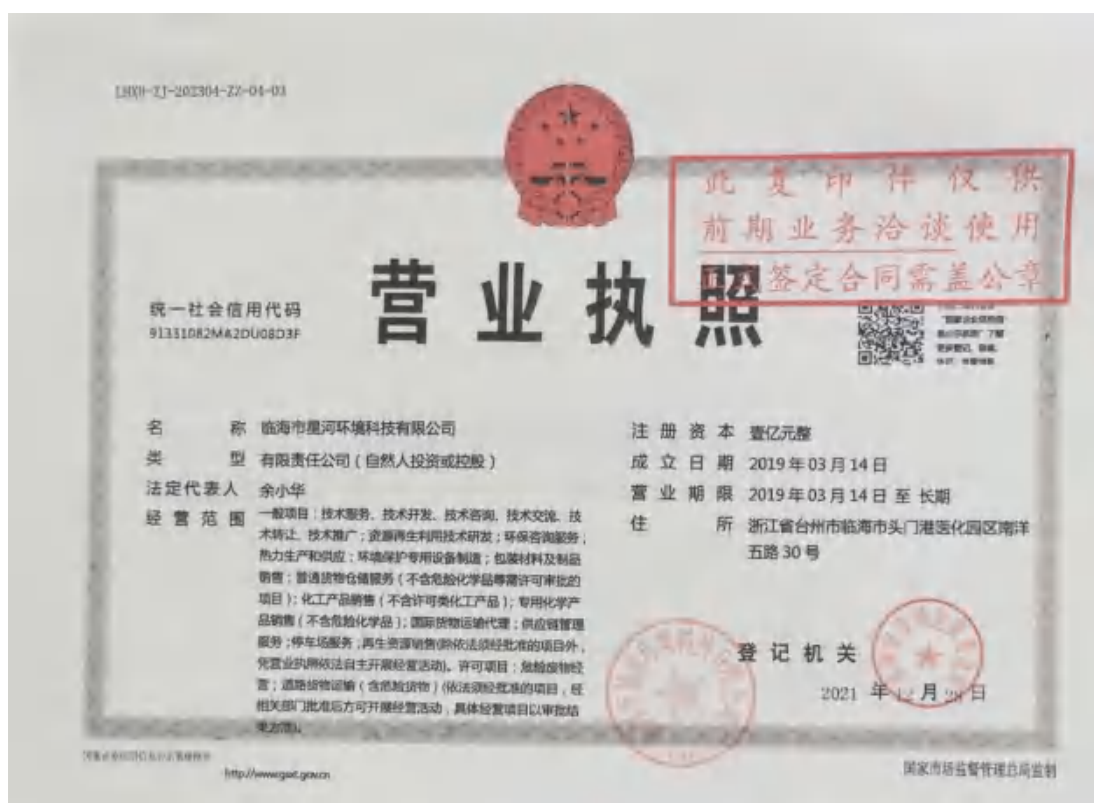 LHXH-ZJ-202304-ZZ-04-03
此复印件仅供
前期业务洽谈使用
签定合同需盖公章
营业执照
统一社会信用代码
91331082MA2DU08D3F
名称 临海市星河环境科技有限公司
类型 有限责任公司（自然人投资或控股）
法定代表人 余小华
经营范围 一般项目：技术服务、技术开发、技术咨询、技术交流、技
术转让、技术推广；资源再生利用技术研发；环保咨询服务；
热力生产和供应；环境保护专用设备制造；包装材料及制品
销售；普通货物仓储服务（不含危险化学品等需许可审批的
项目）；化工产品销售（不含许可类化工产品）；专用化学产
品销售（不含危险化学品）；国际货物运输代理；供应链管理
服务；停车场服务；再生资源销售(除依法须经批准的项目外，
凭营业执照依法自主开展经营活动)。许可项目：危险废物经
营；道路货物运输（含危险货物）(依法须经批准的项目，经
相关部门批准后方可开展经营活动，具体经营项目以审批结
果为准)。
注册资本 壹亿元整
成立日期 2019年03月14日
营业期限 2019年03月14日至长期
住所 浙江省台州市临海市头门港医化园区南洋
五路30号
登记机关
2021年12月28日
http://www.gsxt.gov.cn
国家市场监督管理总局监制